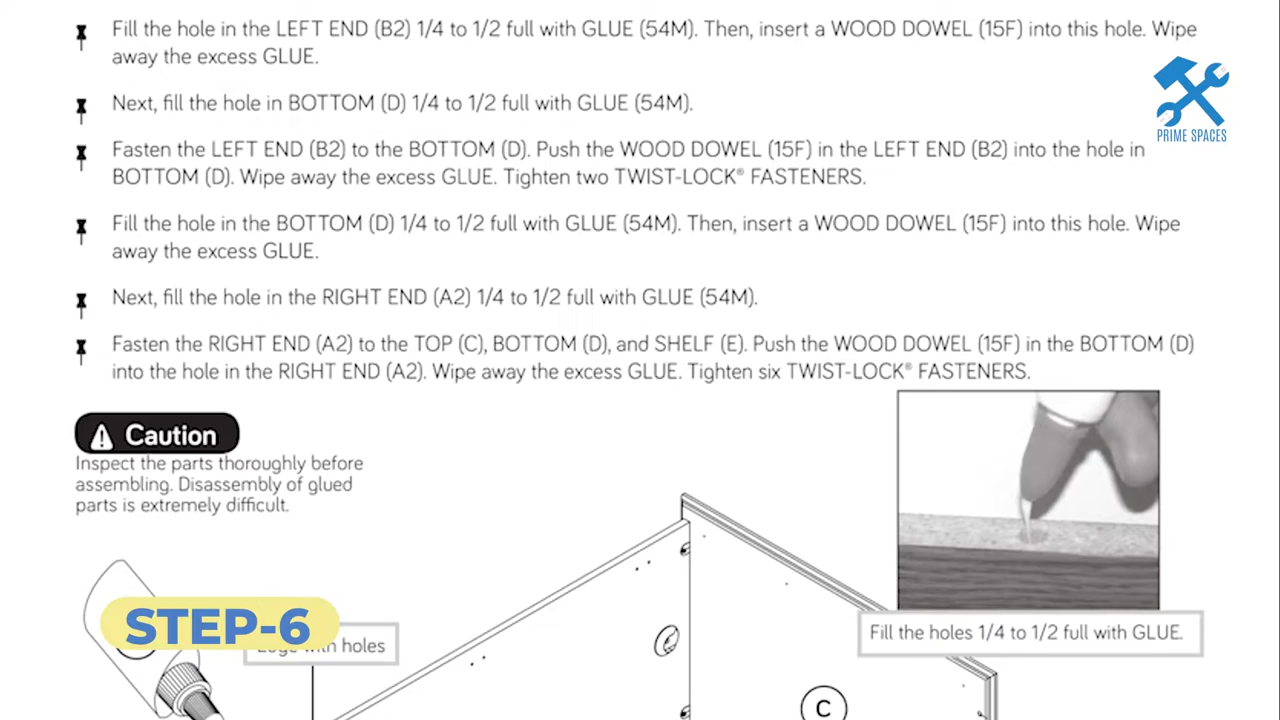 Fill the hole in the LEFT END (B2) 1/4 to 1/2 full with GLUE (54M). Then, insert a WOOD DOWEL (15F) into this hole. Wipe
away the excess GLUE.
Next, fill the hole in BOTTOM (D) 1/4 to 1/2 full with GLUE (54M).
Fasten the LEFT END (B2) to the BOTTOM (D). Push the WOOD DOWEL (15F) in the LEFT END (B2) into the hole in
BOTTOM (D). Wipe away the excess GLUE. Tighten two TWIST-LOCK® FASTENERS.
PRIME SPACES
Fill the hole in the BOTTOM (D) 1/4 to 1/2 full with GLUE (54M). Then, insert a WOOD DOWEL (15F) into this hole. Wipe
away the excess GLUE.
Next, fill the hole in the RIGHT END (A2) 1/4 to 1/2 full with GLUE (54M).
Fasten the RIGHT END (A2) to the TOP (C), BOTTOM (D), and SHELF (E). Push the WOOD DOWEL (15F) in the BOTTOM (D)
into the hole in the RIGHT END (A2). Wipe away the excess GLUE. Tighten six TWIST-LOCK® FASTENERS.
Caution
Inspect the parts thoroughly before
assembling. Disassembly of glued
parts is extremely difficult.
STEP-6
holes
Fill the holes 1/4 to 1/2 full with GLUE.
C